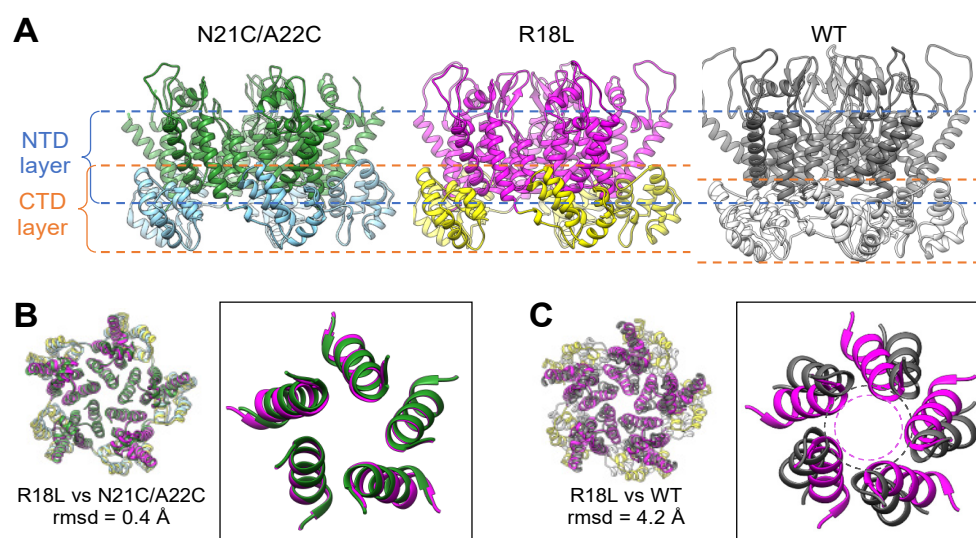 A
N21C/A22C
R18L
WT
NTD
layer
CTD
layer
B
R18L vs N21C/A22C
rmsd = 0.4 Å
C
R18L vs WT
rmsd = 4.2 Å